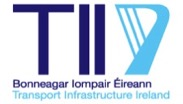 TII
Bonneagar Iompair Éireann
Transport Infrastructure Ireland